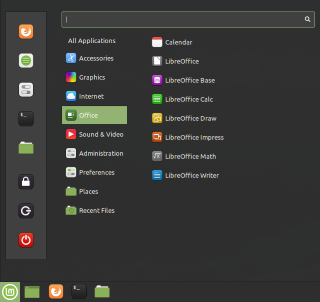 All Applications
Accessories
Graphics
Internet
Office
Sound & Video
Administration
Preferences
Places
Recent Files
Calendar
LibreOffice
LibreOffice Base
LibreOffice Calc
LibreOffice Draw
LibreOffice Impress
LibreOffice Math
LibreOffice Writer